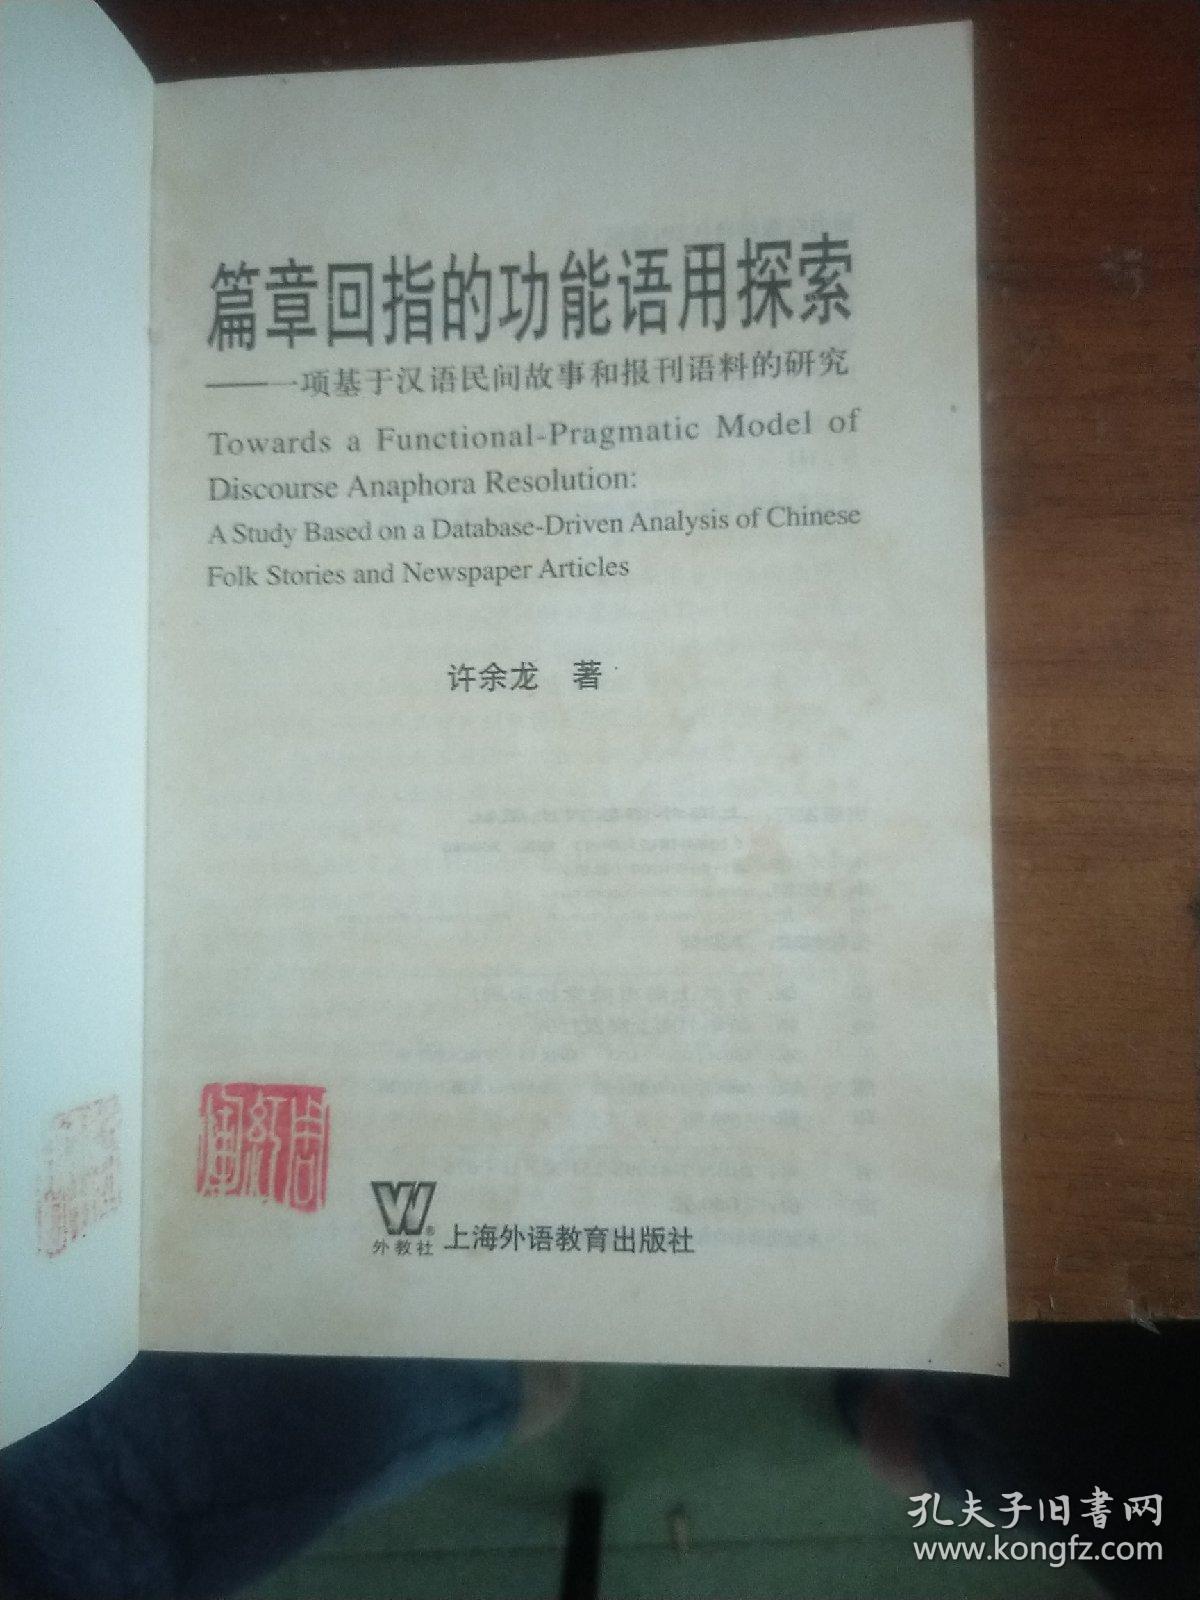 篇章回指的功能语用探索
——一项基于汉语民间故事和报刊语料的研究
Towards a Functional-Pragmatic Model of
Discourse Anaphora Resolution:
A Study Based on a Database-Driven Analysis of Chinese
Folk Stories and Newspaper Articles
许余龙 著
W®
外教社 上海外语教育出版社
孔夫子旧书网
www.kongfz.com